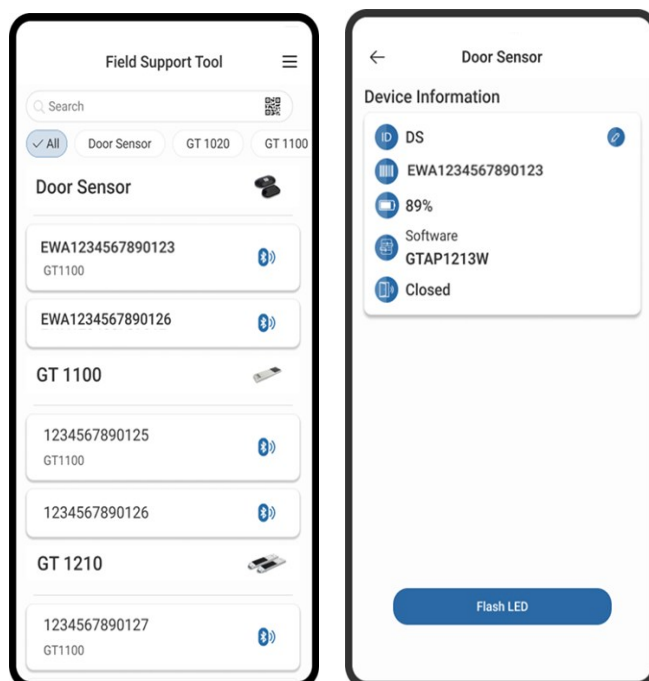 Field Support Tool
Search
All
Door Sensor
GT 1020
GT 1100
Door Sensor
EWA1234567890123
GT1100
EWA1234567890126
GT 1100
1234567890125
GT1100
1234567890126
GT 1210
1234567890127
GT1100
Door Sensor
Device Information
ID
DS
EWA1234567890123
89%
Software
GTAP1213W
Closed
Flash LED